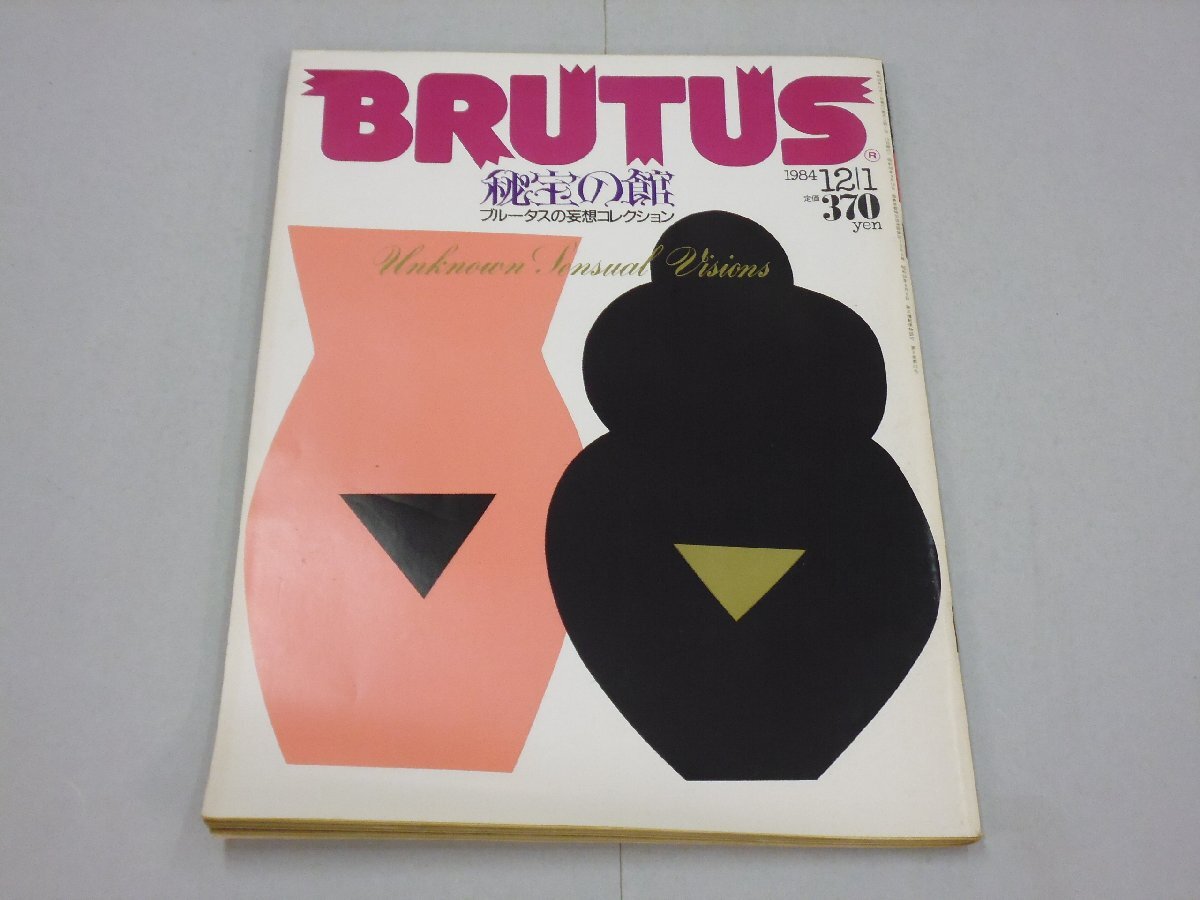 BRUTUS
®
秘宝の館
ブルータスの妄想コレクション
1984 12/1
定価 370
yen
Unknown Sensual Visions